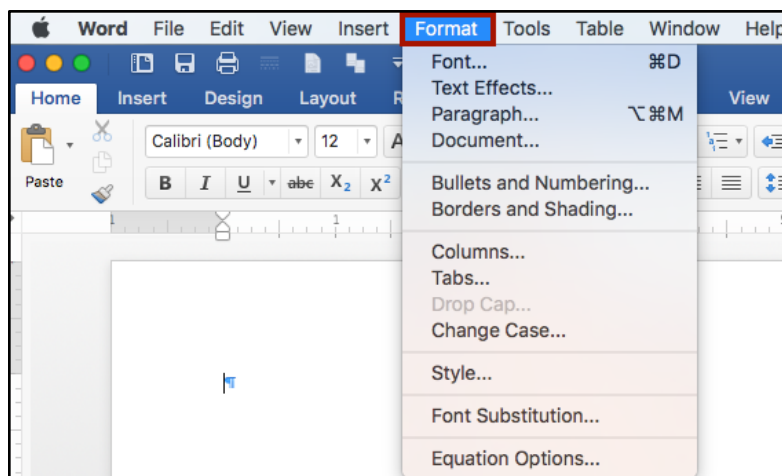 Word File Edit View Insert Format Tools Table Window Help
Home Insert Design Layout R View
Font... ⌘D
Text Effects...
Paragraph... ⌥⌘M
Document...
Bullets and Numbering...
Borders and Shading...
Columns...
Tabs...
Drop Cap...
Change Case...
Style...
Font Substitution...
Equation Options...
Calibri (Body) 12 A
Paste B I U abc X₂ X²
1 1
¶